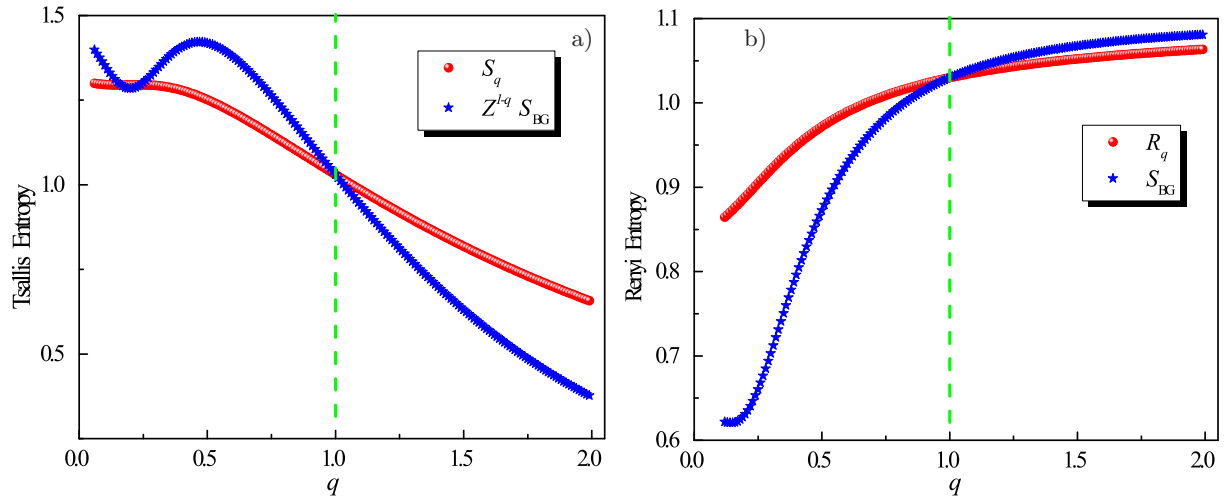 a)
S_q
Z^{1-q} S_BG
Tsallis Entropy
1.5
1.0
0.5
0.0 0.5 1.0 1.5 2.0
q
b)
R_q
S_BG
Renyi Entropy
1.1
1.0
0.9
0.8
0.7
0.6
0.0 0.5 1.0 1.5 2.0
q